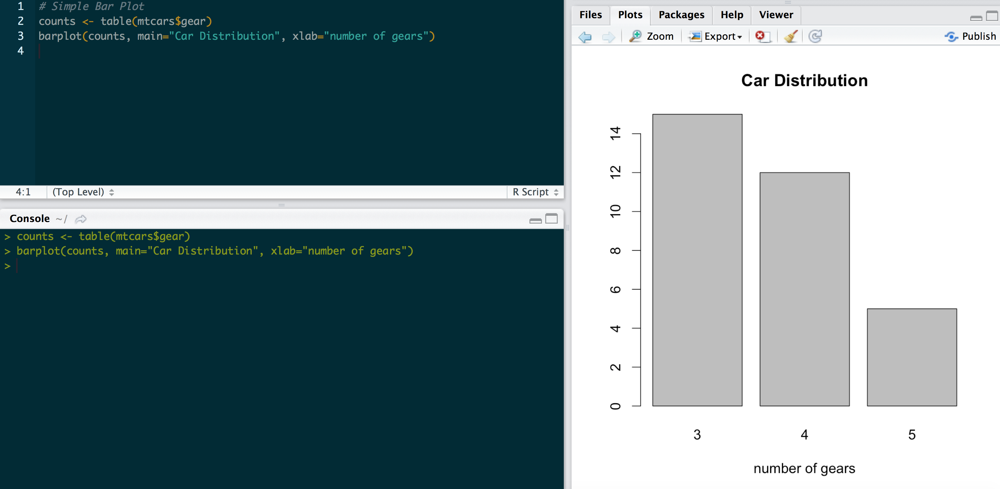 1 # Simple Bar Plot
2 counts <- table(mtcars$gear)
3 barplot(counts, main="Car Distribution", xlab="number of gears")
4
4:1 (Top Level) R Script
Console ~/
> counts <- table(mtcars$gear)
> barplot(counts, main="Car Distribution", xlab="number of gears")
>
Files Plots Packages Help Viewer
Zoom Export Publish
Car Distribution
14
12
10
8
6
4
2
0
3 4 5
number of gears